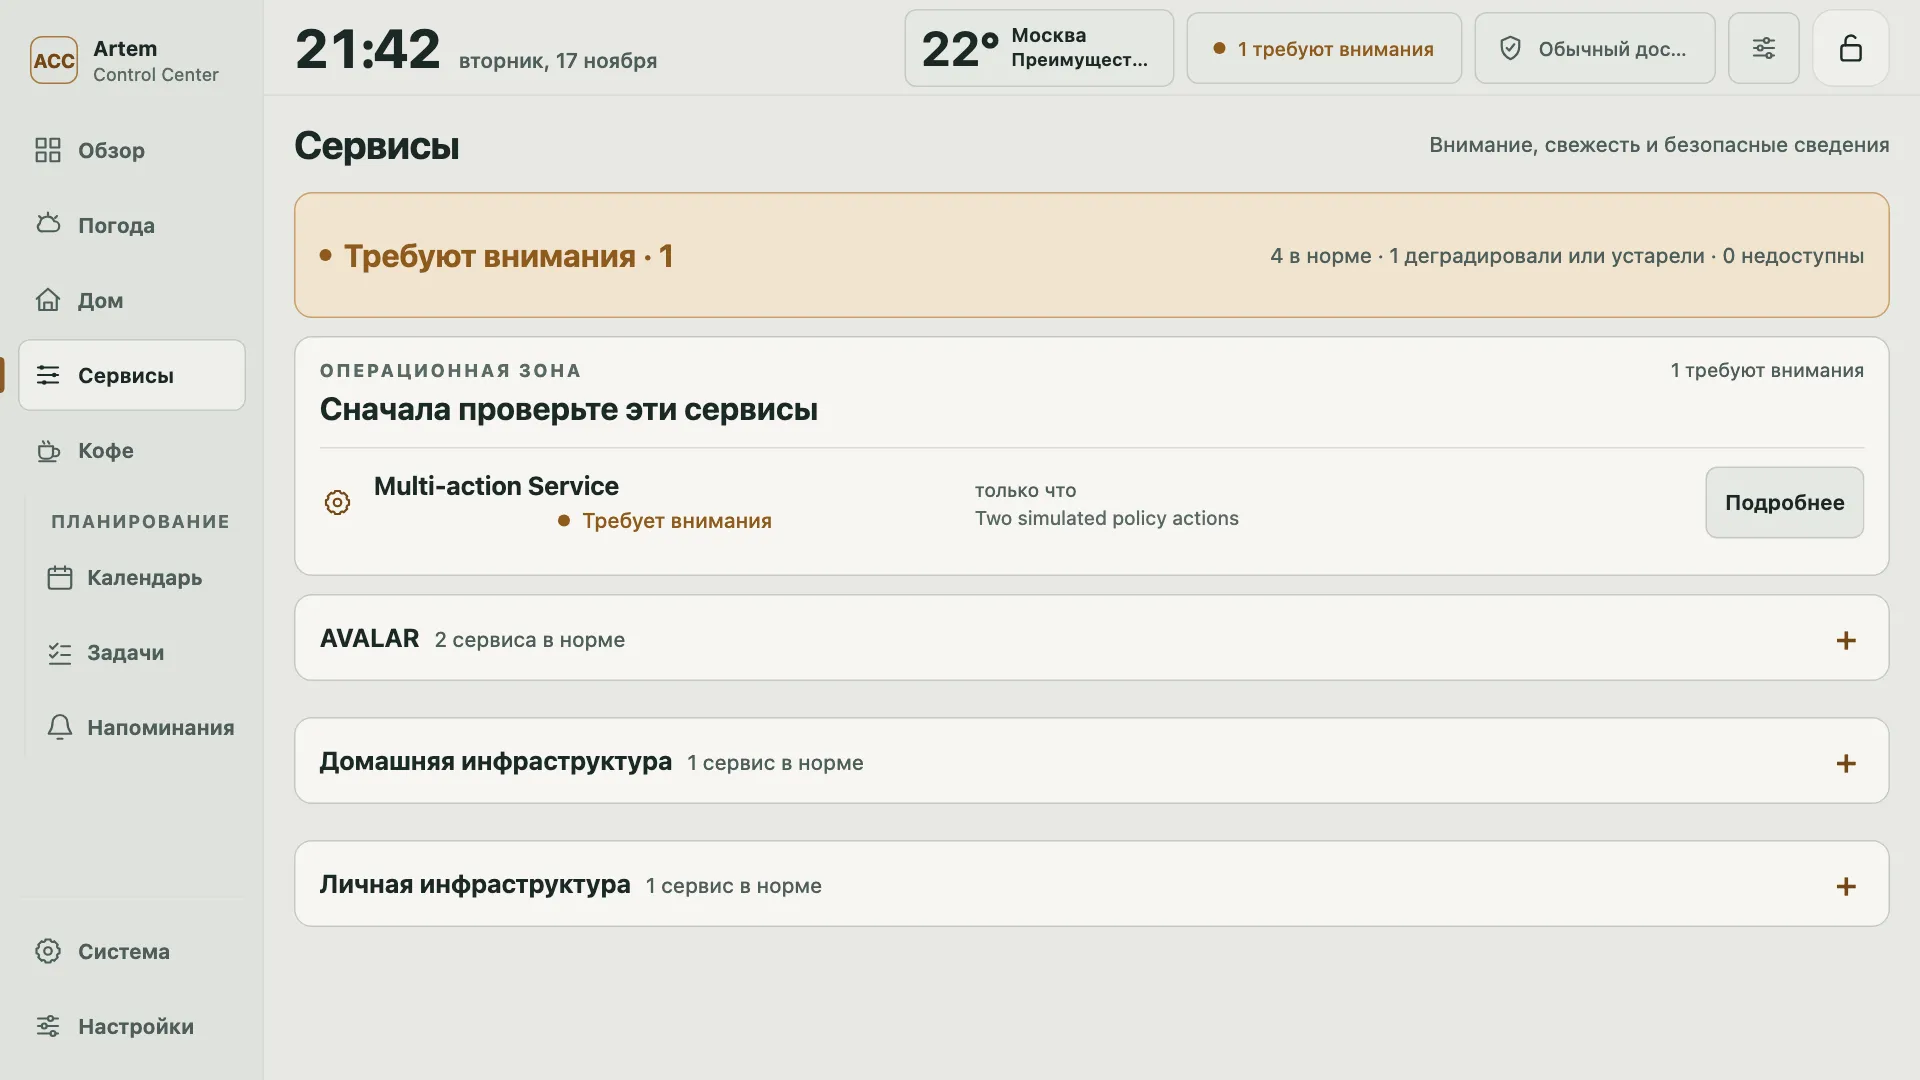 ACC
Artem
Control Center
21:42
вторник, 17 ноября
22°
Москва
Преимущест...
1 требуют внимания
Обычный дос...
Обзор
Погода
Дом
Сервисы
Кофе
ПЛАНИРОВАНИЕ
Календарь
Задачи
Напоминания
Система
Настройки
Сервисы
Внимание, свежесть и безопасные сведения
Требуют внимания · 1
4 в норме · 1 деградировали или устарели · 0 недоступны
ОПЕРАЦИОННАЯ ЗОНА
1 требуют внимания
Сначала проверьте эти сервисы
Multi-action Service
Требует внимания
только что
Two simulated policy actions
Подробнее
AVALAR 2 сервиса в норме
Домашняя инфраструктура 1 сервис в норме
Личная инфраструктура 1 сервис в норме